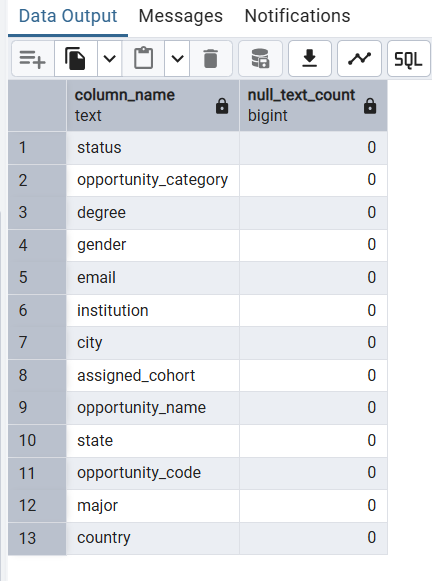 Data Output Messages Notifications
SQL
column_name null_text_count
text bigint
1 status 0
2 opportunity_category 0
3 degree 0
4 gender 0
5 email 0
6 institution 0
7 city 0
8 assigned_cohort 0
9 opportunity_name 0
10 state 0
11 opportunity_code 0
12 major 0
13 country 0